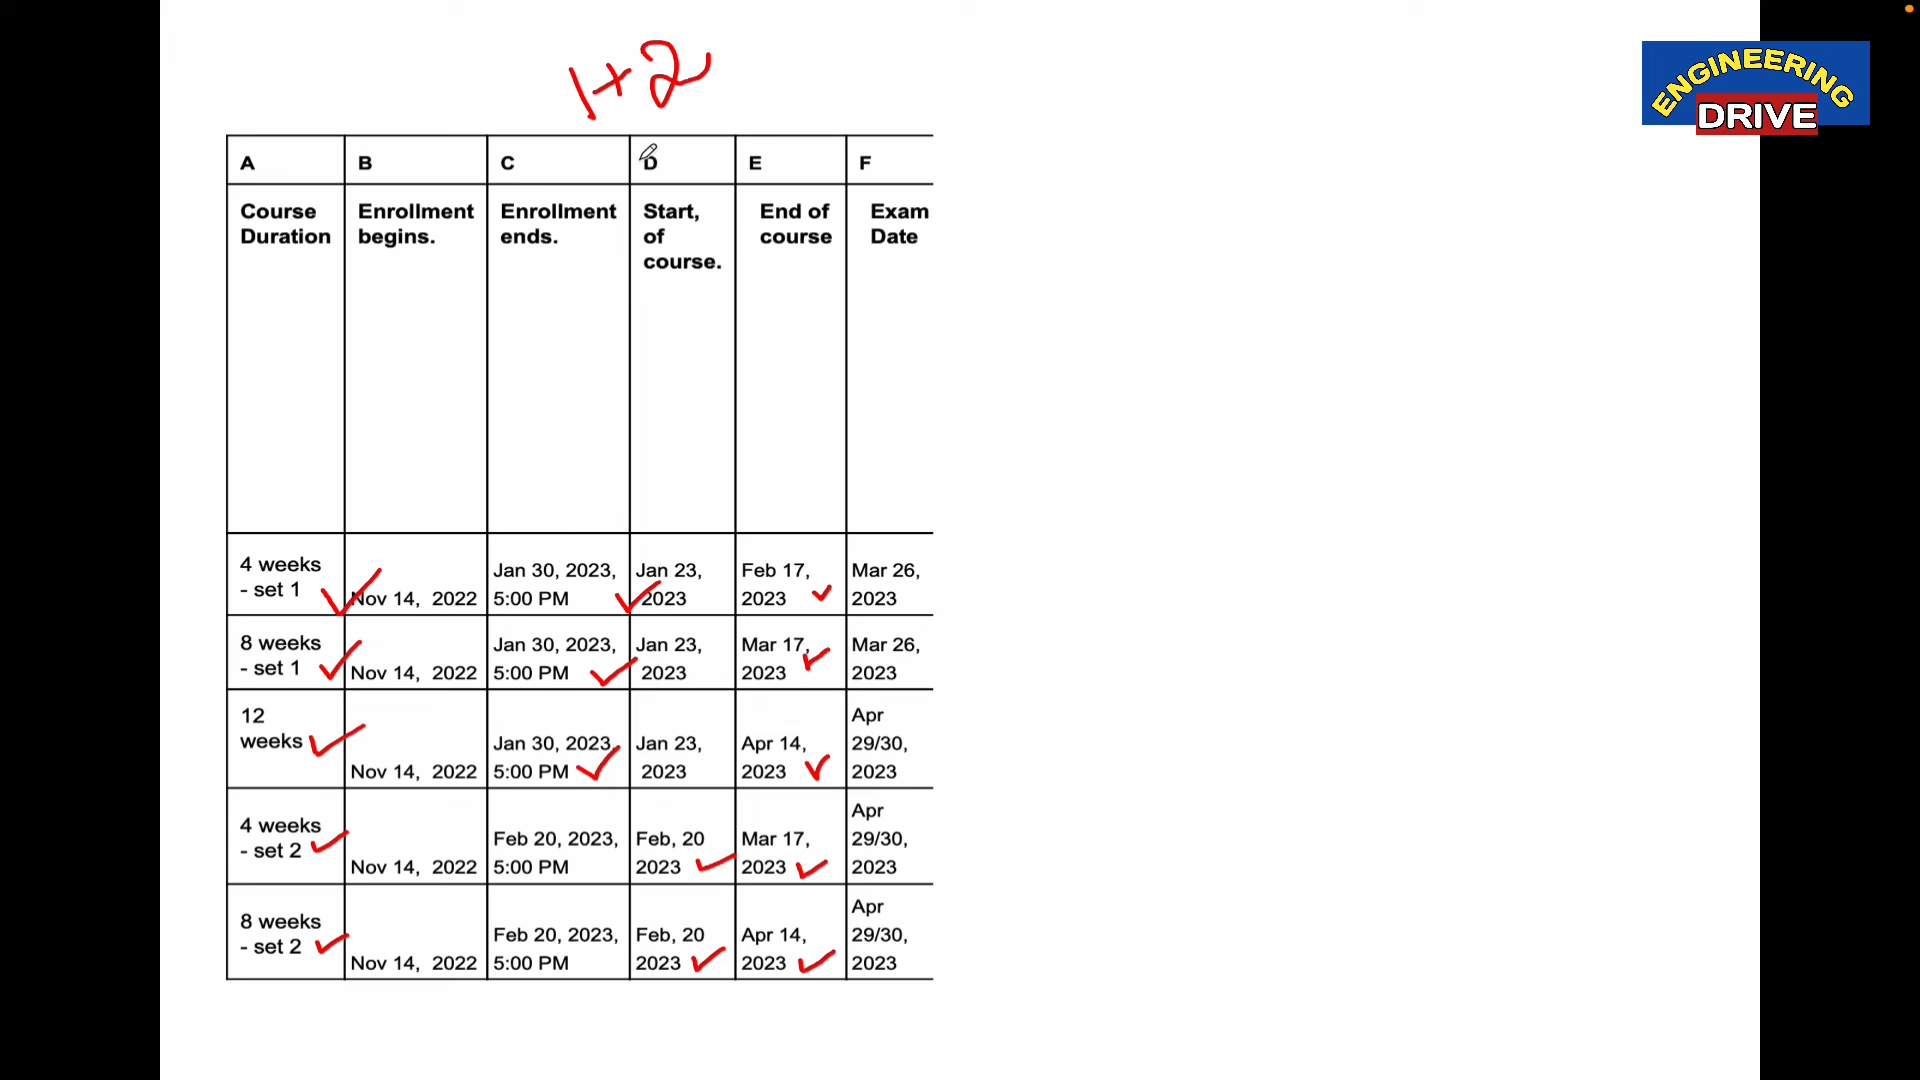 1+2
ENGINEERING
DRIVE
A B C D E F
Course Duration Enrollment begins. Enrollment ends. Start, of course. End of course Exam Date
4 weeks - set 1 Nov 14, 2022 Jan 30, 2023, 5:00 PM Jan 23, 2023 Feb 17, 2023 Mar 26, 2023
8 weeks - set 1 Nov 14, 2022 Jan 30, 2023, 5:00 PM Jan 23, 2023 Mar 17, 2023 Mar 26, 2023
12 weeks Nov 14, 2022 Jan 30, 2023, 5:00 PM Jan 23, 2023 Apr 14, 2023 Apr 29/30, 2023
4 weeks - set 2 Nov 14, 2022 Feb 20, 2023, 5:00 PM Feb, 20 2023 Mar 17, 2023 Apr 29/30, 2023
8 weeks - set 2 Nov 14, 2022 Feb 20, 2023, 5:00 PM Feb, 20 2023 Apr 14, 2023 Apr 29/30, 2023